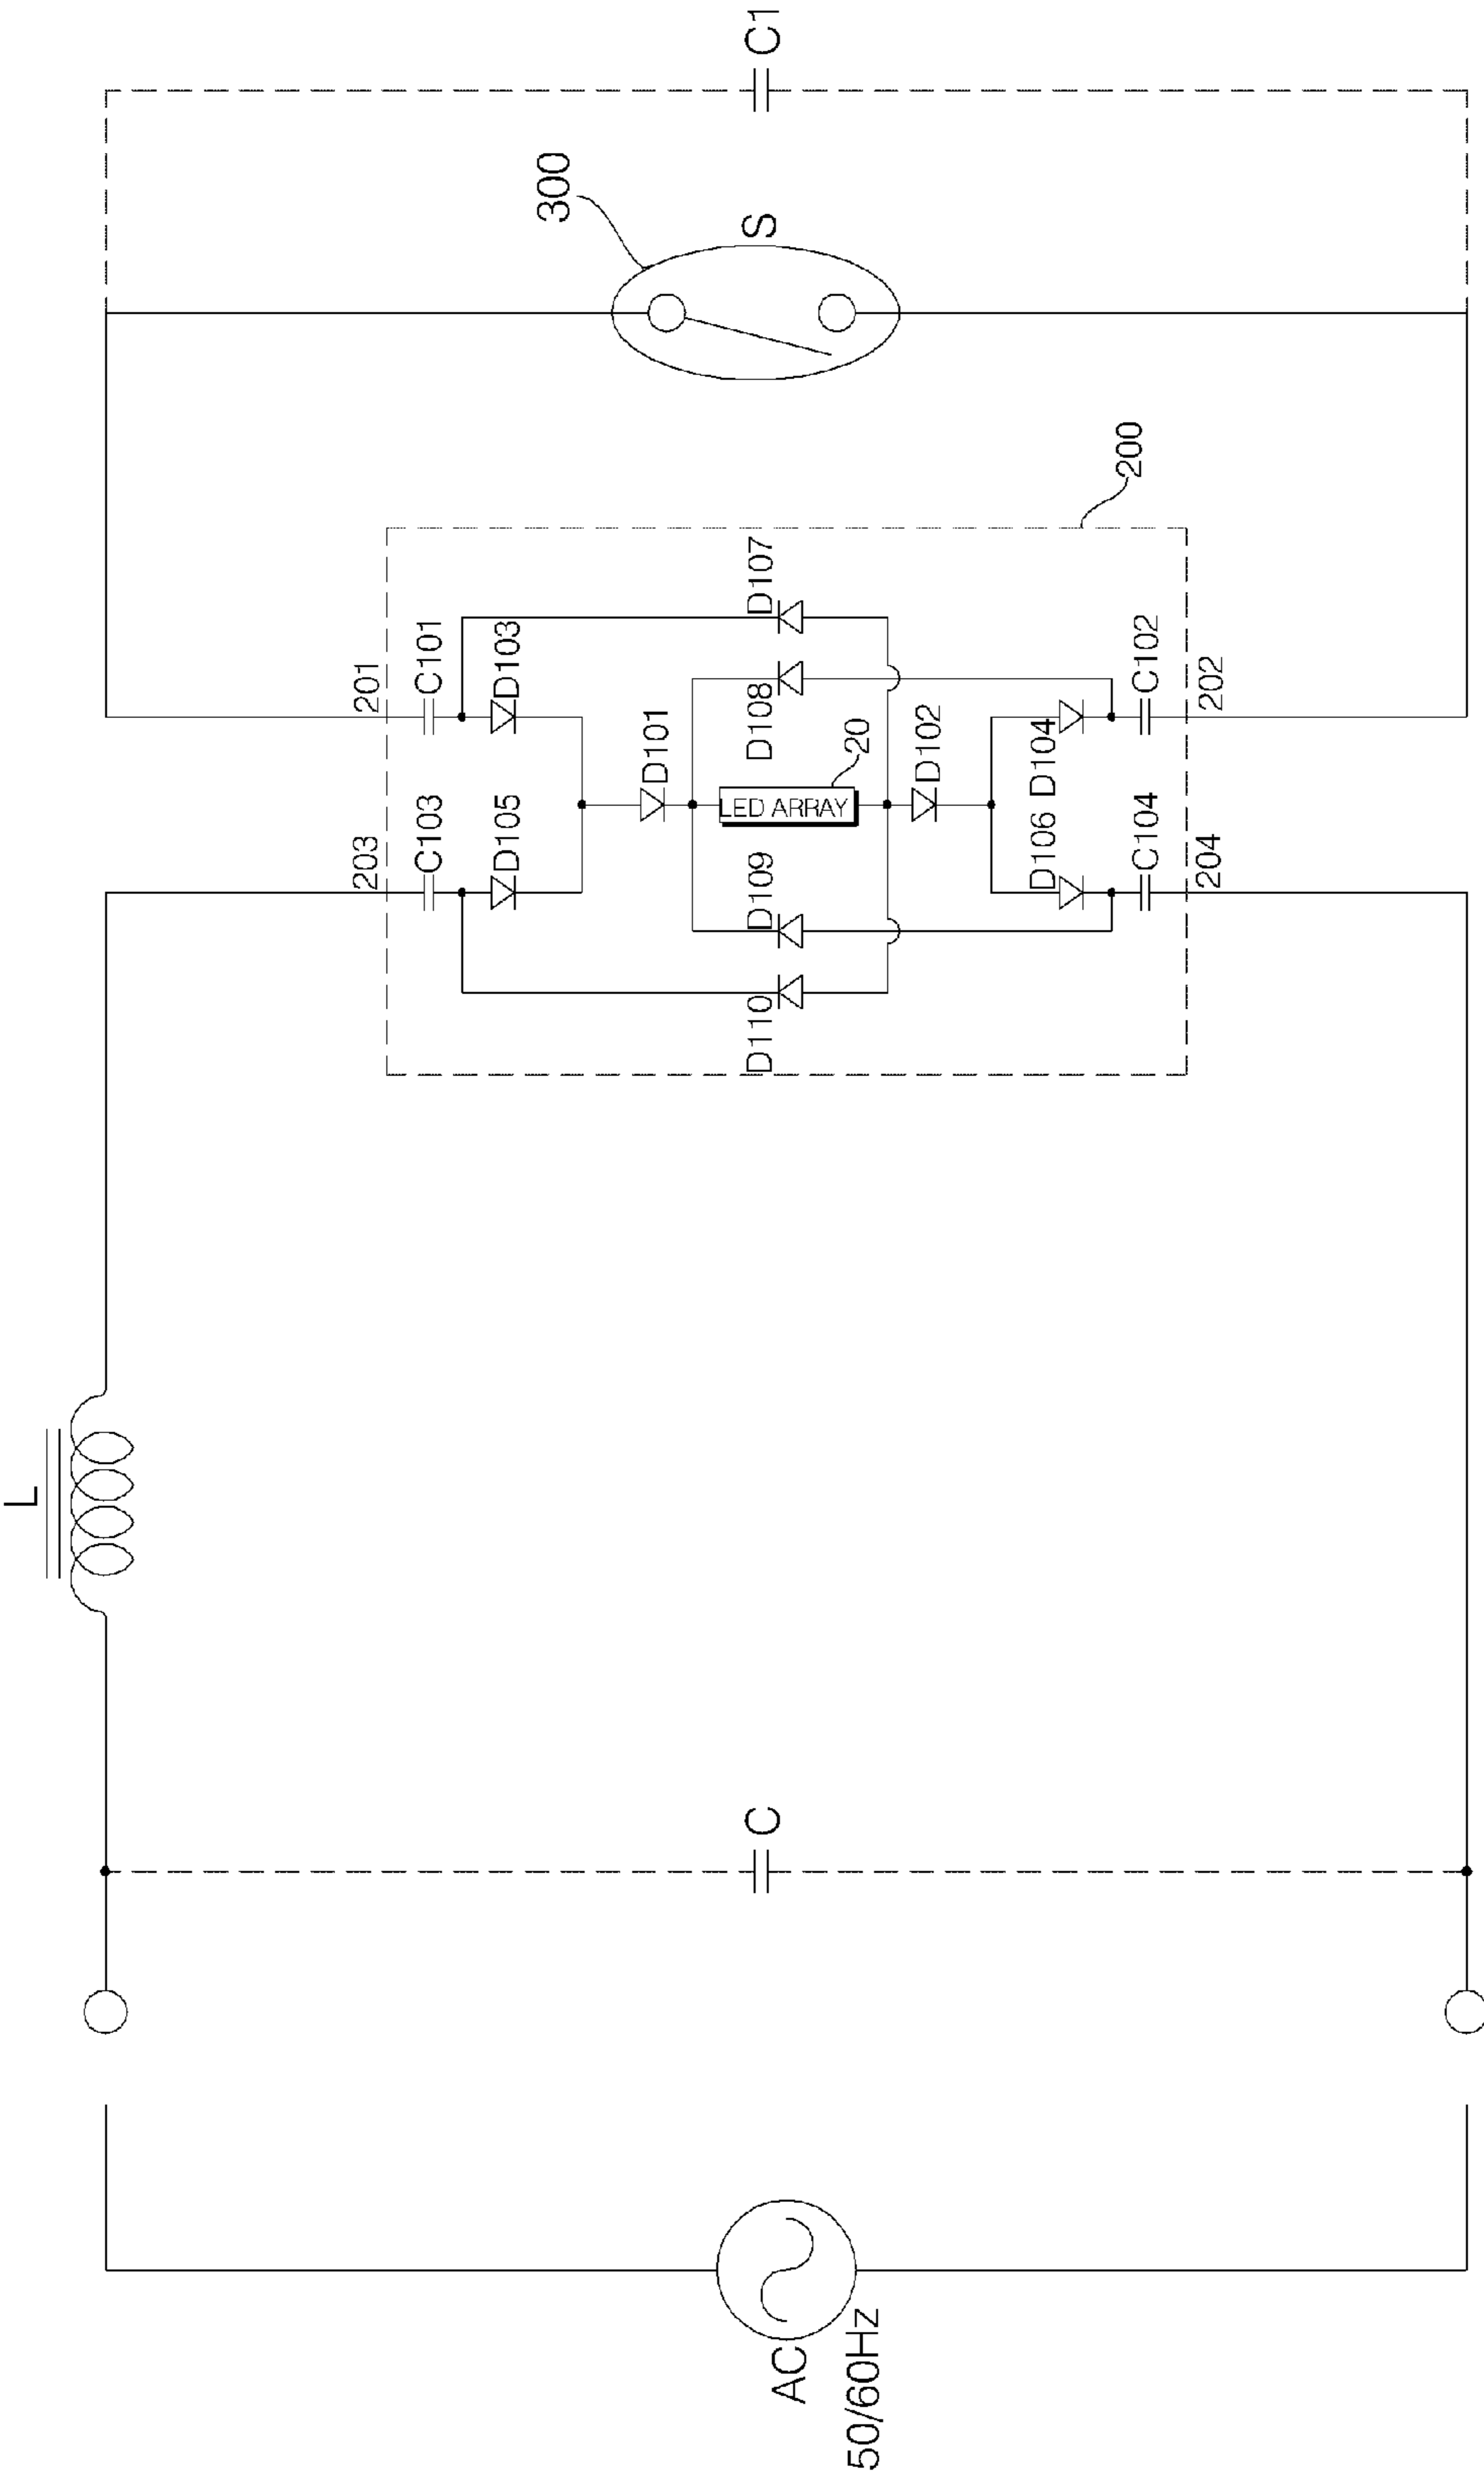 L
C1
300
S
200
201
C101
D103
D107
D108
D101
20
LED ARRAY
D102
D104
C102
202
203
C103
D105
D109
D110
D106
C104
204
C
AC
50/60Hz